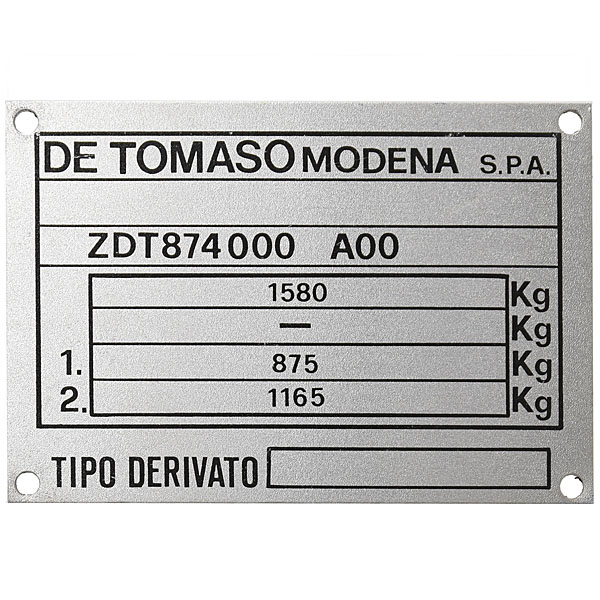 DE TOMASO MODENA S.P.A.
ZDT874000 A00
1580 Kg
— Kg
1. 875 Kg
2. 1165 Kg
TIPO DERIVATO